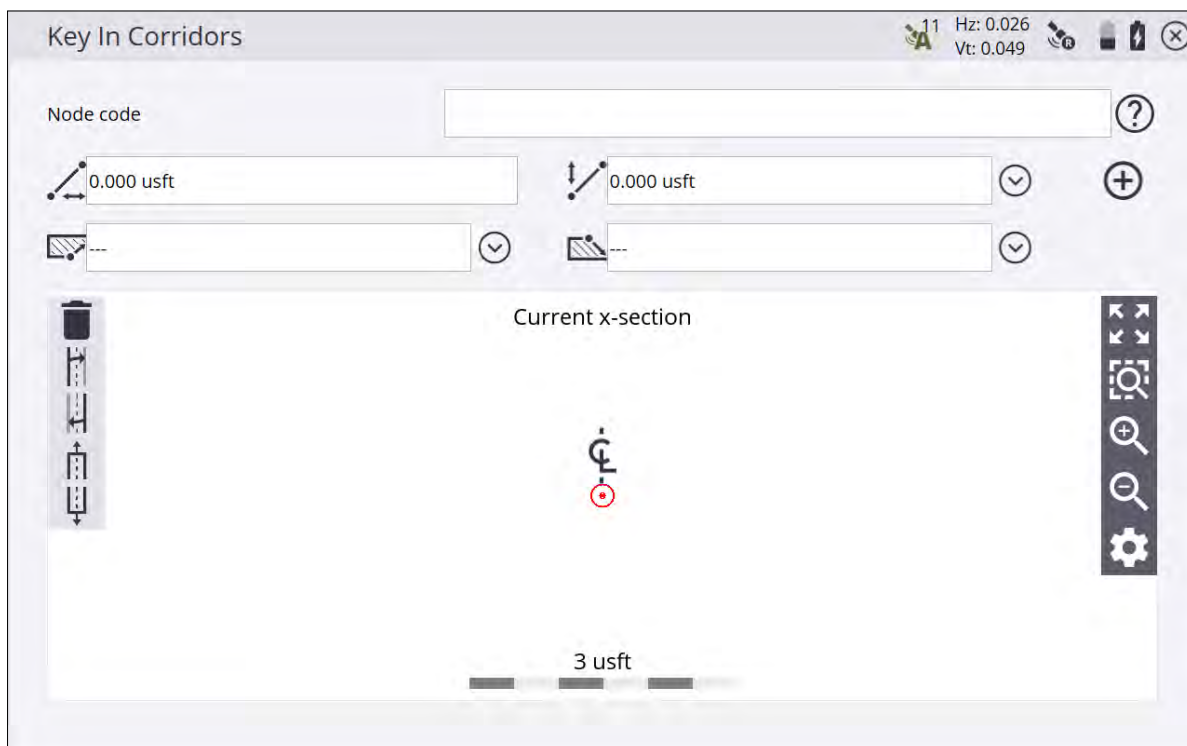 Key In Corridors
A 11
Hz: 0.026
Vt: 0.049
R
Node code
?
0.000 usft
0.000 usft
---
---
Current x-section
℄
3 usft